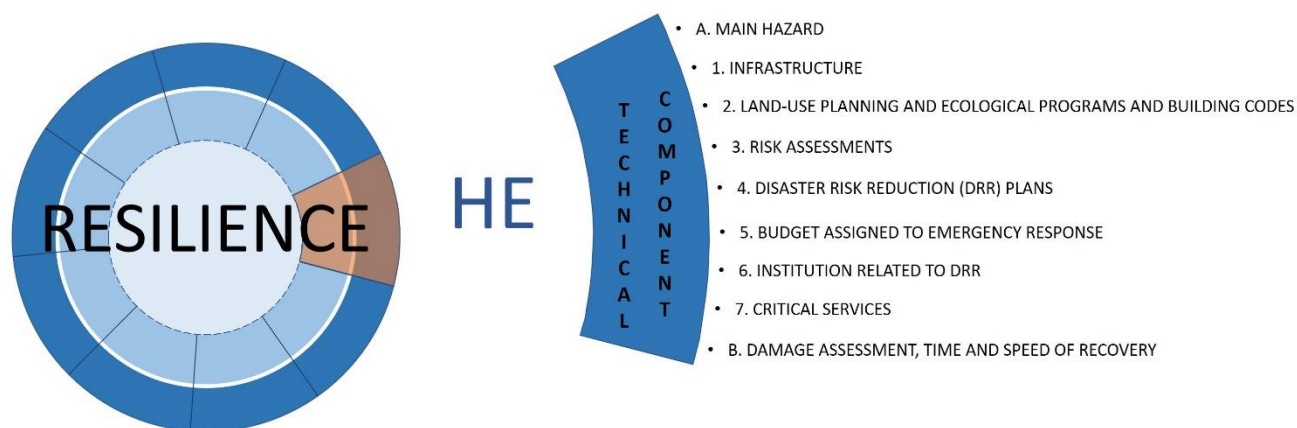 RESILIENCE
HE
TECHNICAL
COMPONENT
• A. MAIN HAZARD
• 1. INFRASTRUCTURE
• 2. LAND-USE PLANNING AND ECOLOGICAL PROGRAMS AND BUILDING CODES
• 3. RISK ASSESSMENTS
• 4. DISASTER RISK REDUCTION (DRR) PLANS
• 5. BUDGET ASSIGNED TO EMERGENCY RESPONSE
• 6. INSTITUTION RELATED TO DRR
• 7. CRITICAL SERVICES
• B. DAMAGE ASSESSMENT, TIME AND SPEED OF RECOVERY